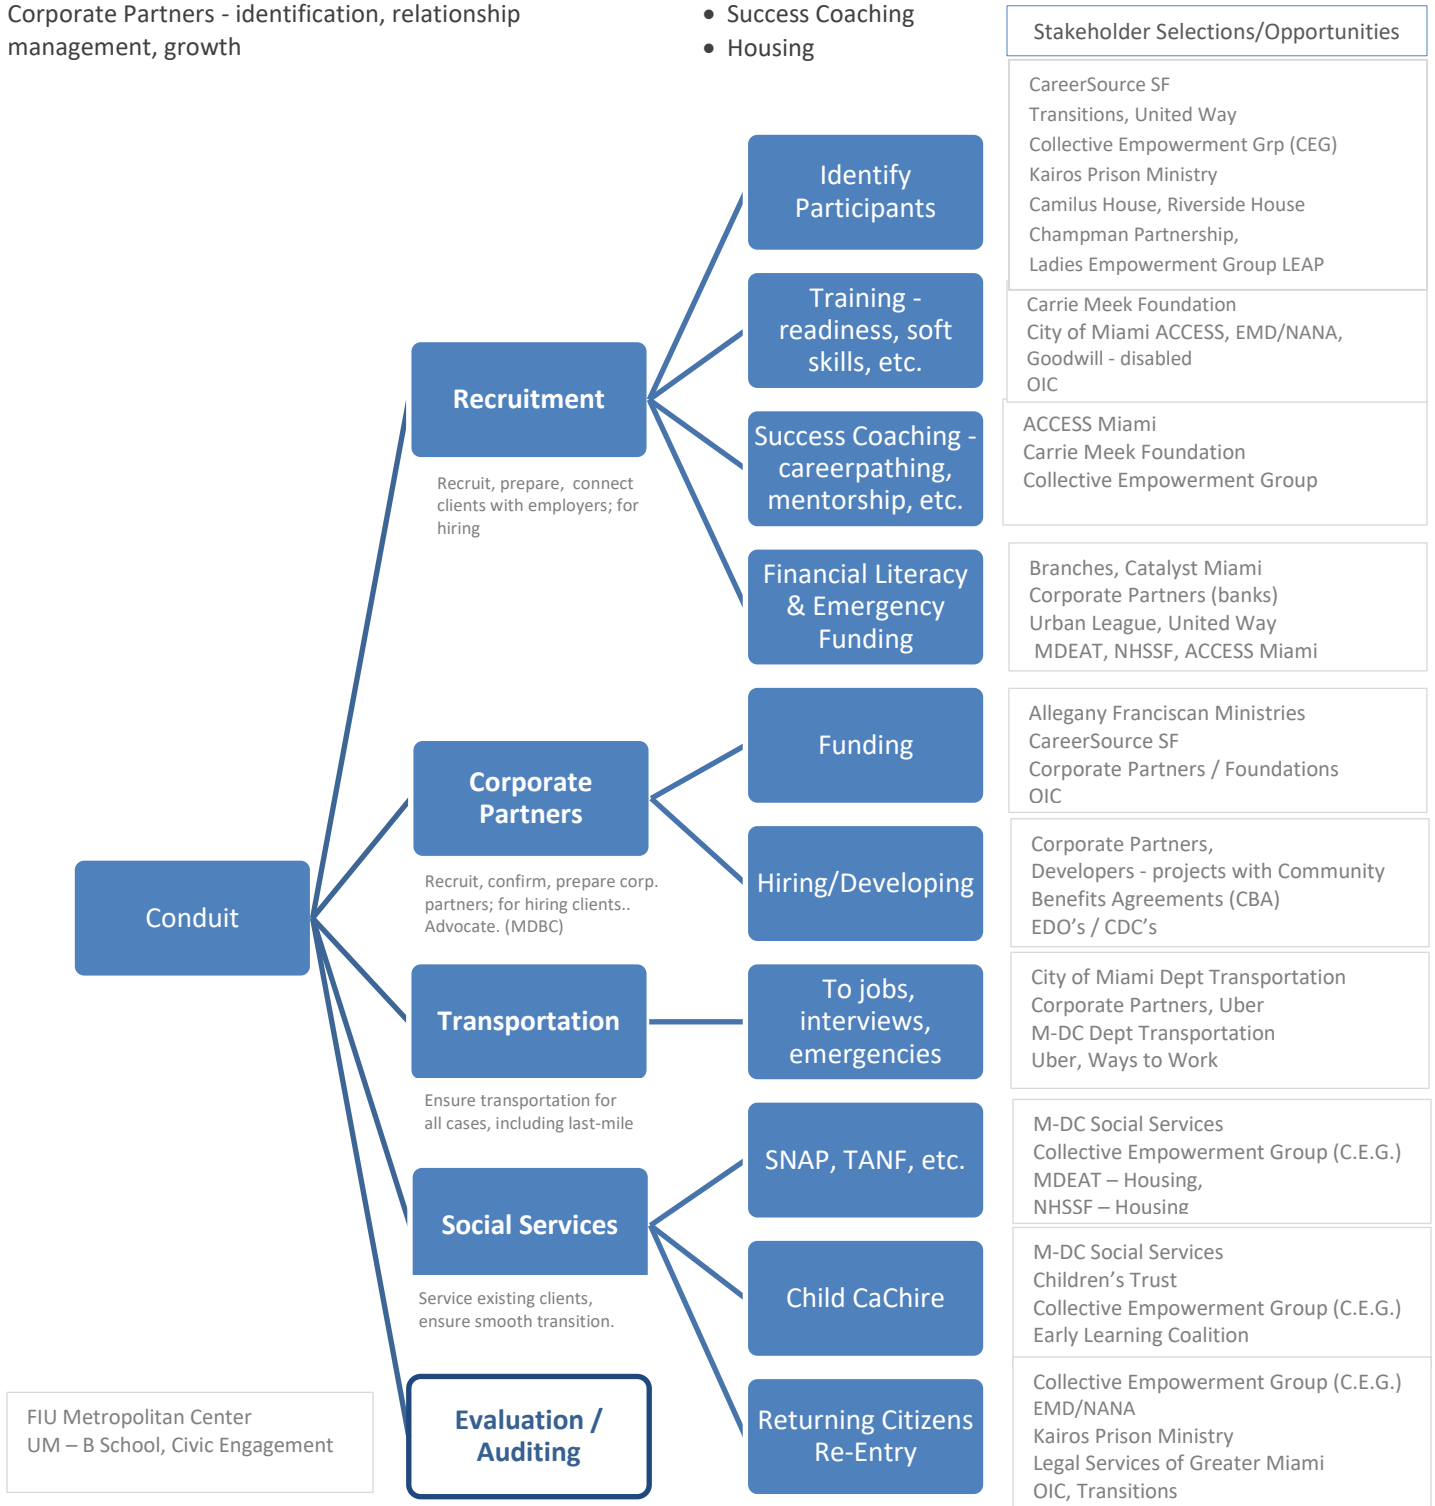 Corporate Partners - identification, relationship
management, growth
• Success Coaching
• Housing
Stakeholder Selections/Opportunities
CareerSource SF
Transitions, United Way
Collective Empowerment Grp (CEG)
Kairos Prison Ministry
Camilus House, Riverside House
Champman Partnership,
Ladies Empowerment Group LEAP
Identify
Participants
Training -
readiness, soft
skills, etc.
Carrie Meek Foundation
City of Miami ACCESS, EMD/NANA,
Goodwill - disabled
OIC
Recruitment
Recruit, prepare, connect
clients with employers; for
hiring
Success Coaching -
careerpathing,
mentorship, etc.
ACCESS Miami
Carrie Meek Foundation
Collective Empowerment Group
Financial Literacy
& Emergency
Funding
Branches, Catalyst Miami
Corporate Partners (banks)
Urban League, United Way
MDEAT, NHSSF, ACCESS Miami
Funding
Allegany Franciscan Ministries
CareerSource SF
Corporate Partners / Foundations
OIC
Corporate
Partners
Recruit, confirm, prepare corp.
partners; for hiring clients..
Advocate. (MDBC)
Hiring/Developing
Corporate Partners,
Developers - projects with Community
Benefits Agreements (CBA)
EDO's / CDC's
Conduit
Transportation
Ensure transportation for
all cases, including last-mile
To jobs,
interviews,
emergencies
City of Miami Dept Transportation
Corporate Partners, Uber
M-DC Dept Transportation
Uber, Ways to Work
SNAP, TANF, etc.
M-DC Social Services
Collective Empowerment Group (C.E.G.)
MDEAT – Housing,
NHSSF – Housing
Social Services
Service existing clients,
ensure smooth transition.
Child CaChire
M-DC Social Services
Children's Trust
Collective Empowerment Group (C.E.G.)
Early Learning Coalition
FIU Metropolitan Center
UM – B School, Civic Engagement
Evaluation /
Auditing
Returning Citizens
Re-Entry
Collective Empowerment Group (C.E.G.)
EMD/NANA
Kairos Prison Ministry
Legal Services of Greater Miami
OIC, Transitions